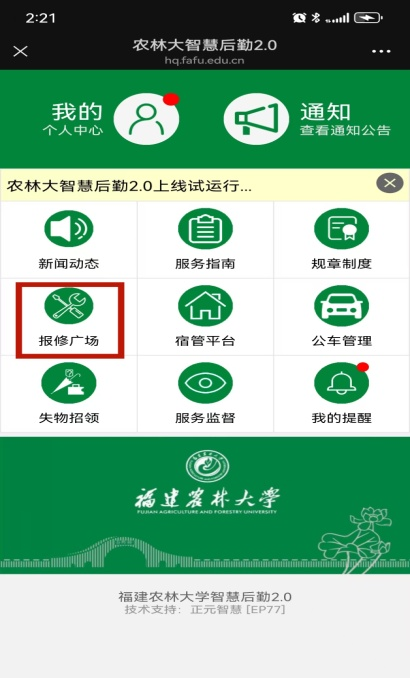 2:21
农林大智慧后勤2.0
hq.fafu.edu.cn
我的
个人中心
通知
查看通知公告
农林大智慧后勤2.0上线试运行...
新闻动态
服务指南
规章制度
报修广场
宿管平台
公车管理
失物招领
服务监督
我的提醒
福建农林大学
FUJIAN AGRICULTURE AND FORESTRY UNIVERSITY
福建农林大学智慧后勤2.0
技术支持：正元智慧 [EP77]